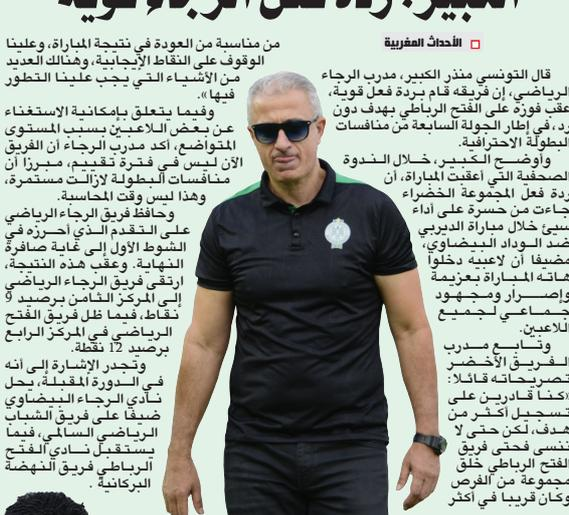 الأحداث المغربية
قال التونسي منذر الكبير، مدرب الرجاء
الرياضي، إن فريقه قام بردة فعل قوية،
عقب فوزه على الفتح الرباطي بهدف دون
رد، في إطار الجولة السابعة من منافسات
البطولة الاحترافية.
وأوضح الكبير، خلال الندوة
الصحفية التي أعقبت المباراة، أن
ردة فعل المجموعة الخضراء
جاءت من حسرة على أداء
سيئ خلال مباراة الديربي
ضد الوداد البيضاوي،
مضيفا أن لاعبيه دخلوا
هاته المباراة بعزيمة
وإصرار ومجهود
جماعي لجميع
اللاعبين.
وتابع مدرب
الفريق الأخضر
تصريحاته قائلا:
«كنا قادرين على
تسجيل أكثر من
هدف، لكن حتى لا
ننسى فحتى فريق
الفتح الرباطي خلق
مجموعة من الفرص
وكان قريبا في أكثر
من مناسبة من العودة في نتيجة المباراة، وعلينا
الوقوف على النقاط الإيجابية، وهنالك العديد
من الأشياء التي يجب علينا التطور
فيها».
وفيما يتعلق بإمكانية الاستغناء
عن بعض اللاعبين بسبب المستوى
المتواضع، أكد مدرب الرجاء أن الفريق
الآن ليس في فترة تقييم، مبرزا أن
منافسات البطولة لازالت مستمرة،
وهذا ليس وقت المحاسبة.
وحافظ فريق الرجاء الرياضي
على التقدم الذي أحرزه في
الشوط الأول إلى غاية صافرة
النهاية. وعقب هذه النتيجة،
ارتقى فريق الرجاء الرياضي
إلى المركز الثامن برصيد 9
نقاط، فيما ظل فريق الفتح
الرياضي في المركز الرابع
برصيد 12 نقطة.
وتجدر الإشارة إلى أنه
في الدورة المقبلة، يحل
نادي الرجاء البيضاوي
ضيفا على فريق الشباب
الرياضي السالمي، فيما
يستقبل نادي الفتح
الرباطي فريق النهضة
البركانية .